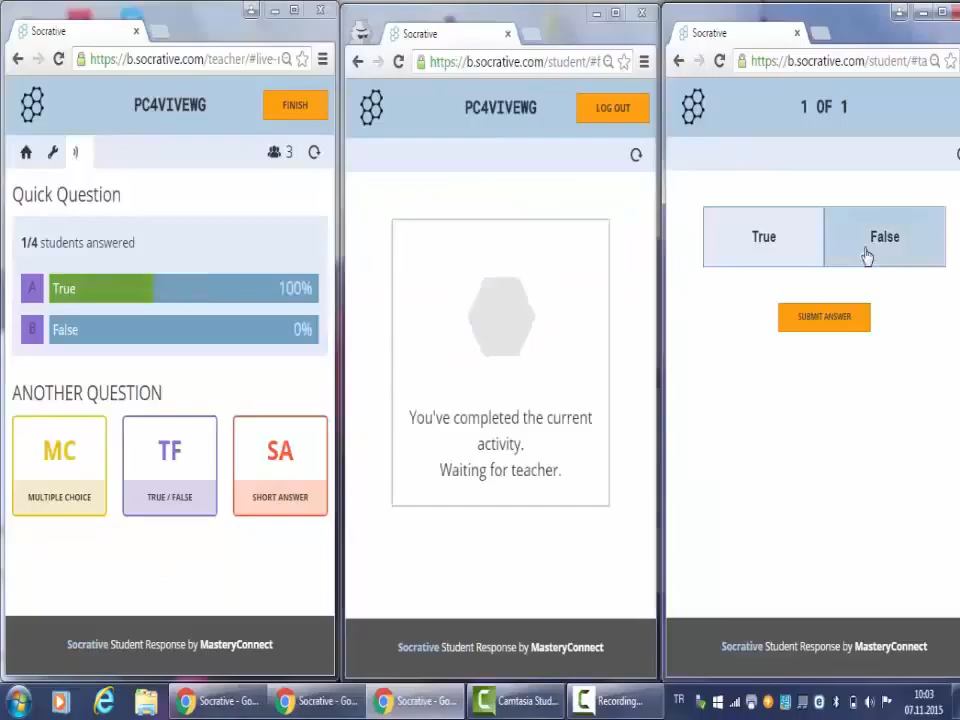 Socrative
https://b.socrative.com/teacher/#live-r
PC4VIVEWG
FINISH
3
Quick Question
1/4 students answered
A True 100%
B False 0%
ANOTHER QUESTION
MC TF SA
MULTIPLE CHOICE TRUE / FALSE SHORT ANSWER
Socrative Student Response by MasteryConnect
Socrative
https://b.socrative.com/student/#f
PC4VIVEWG
LOG OUT
You've completed the current
activity.
Waiting for teacher.
Socrative Student Response by MasteryConnect
Socrative
https://b.socrative.com/student/#ta
1 OF 1
True False
SUBMIT ANSWER
Socrative Student Response by MasteryConnect
Socrative - Go... Socrative - Go... Socrative - Go... Camtasia Stud... Recording... TR 10:03
07.11.2015